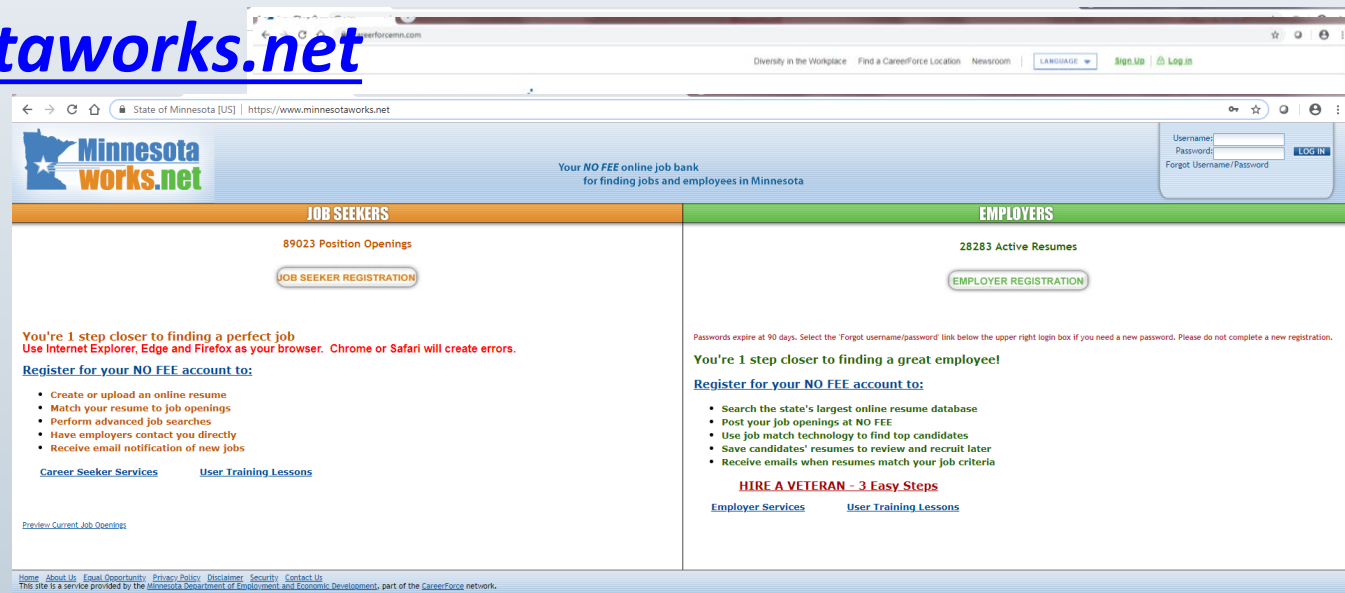 taworks.net
careerforcemn.com
Diversity in the Workplace Find a CareerForce Location Newsroom LANGUAGE Sign Up Log in
State of Minnesota [US] | https://www.minnesotaworks.net
Minnesota
works.net
Your NO FEE online job bank
for finding jobs and employees in Minnesota
Username:
Password: LOG IN
Forgot Username/Password
JOB SEEKERS
89023 Position Openings
JOB SEEKER REGISTRATION
You're 1 step closer to finding a perfect job
Use Internet Explorer, Edge and Firefox as your browser. Chrome or Safari will create errors.
Register for your NO FEE account to:
• Create or upload an online resume
• Match your resume to job openings
• Perform advanced job searches
• Have employers contact you directly
• Receive email notification of new jobs
Career Seeker Services User Training Lessons
Preview Current Job Openings
EMPLOYERS
28283 Active Resumes
EMPLOYER REGISTRATION
Passwords expire at 90 days. Select the 'Forgot username/password' link below the upper right login box if you need a new password. Please do not complete a new registration.
You're 1 step closer to finding a great employee!
Register for your NO FEE account to:
• Search the state's largest online resume database
• Post your job openings at NO FEE
• Use job match technology to find top candidates
• Save candidates' resumes to review and recruit later
• Receive emails when resumes match your job criteria
HIRE A VETERAN - 3 Easy Steps
Employer Services User Training Lessons
Home About Us Equal Opportunity Privacy Policy Disclaimer Security Contact Us
This site is a service provided by the Minnesota Department of Employment and Economic Development, part of the CareerForce network.